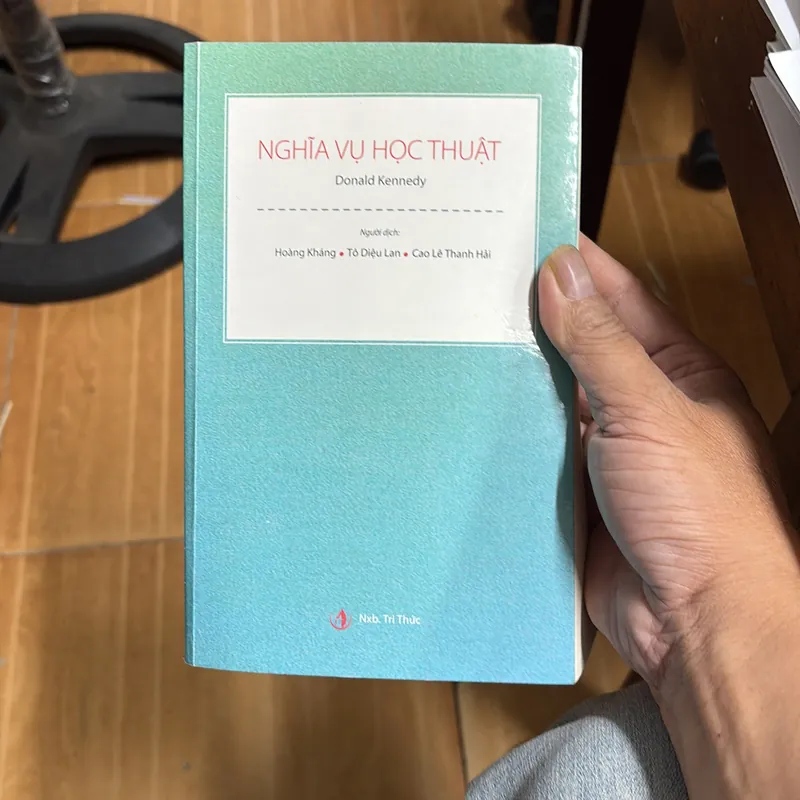 NGHĨA VỤ HỌC THUẬT
Donald Kennedy
Người dịch:
Hoàng Kháng • Tô Diệu Lan • Cao Lê Thanh Hải
Nxb. Tri Thức